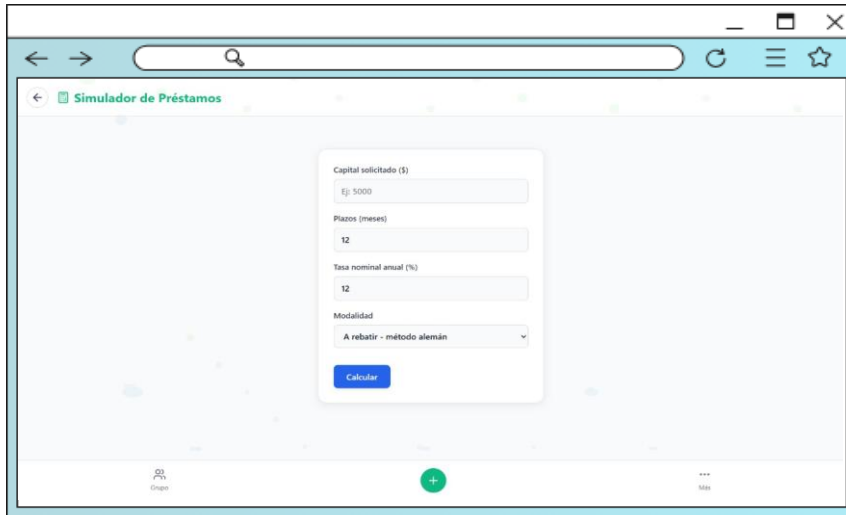 Simulador de Préstamos
Capital solicitado ($)
Ej: 5000
Plazos (meses)
12
Tasa nominal anual (%)
12
Modalidad
A rebatir - método alemán
Calcular
Grupo
Más